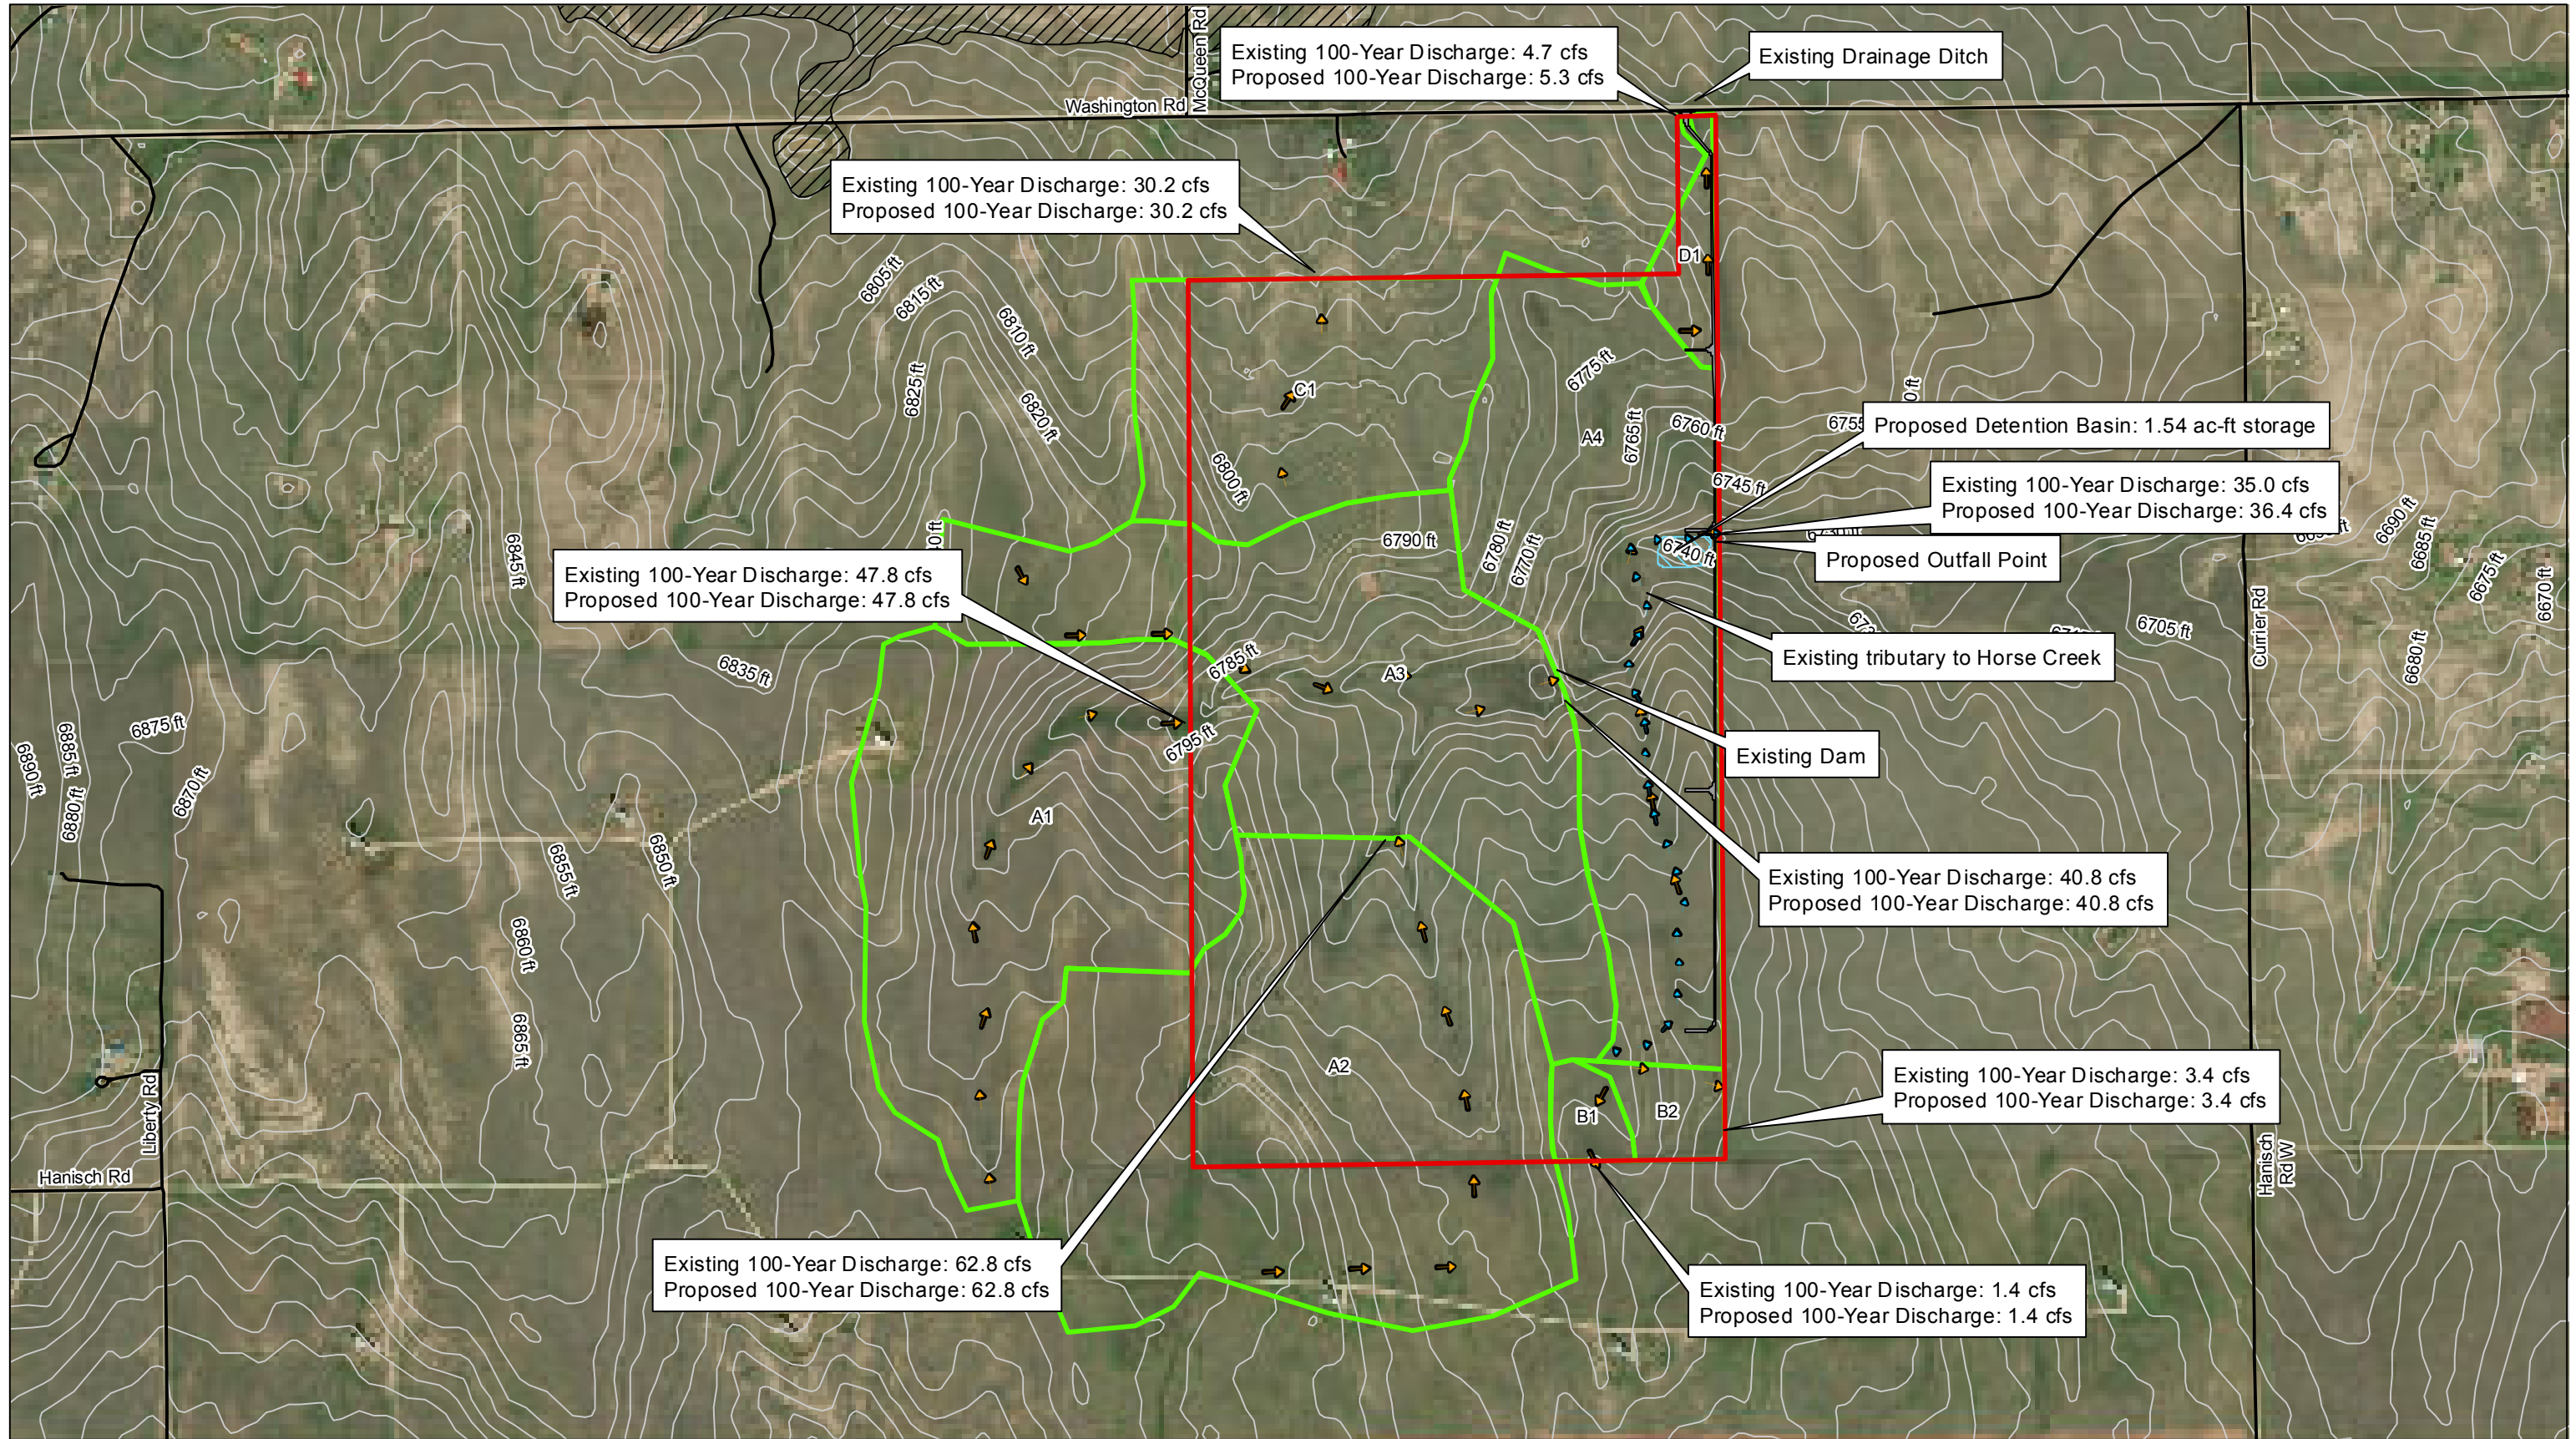 McQueen Rd
Existing 100-Year Discharge: 4.7 cfs
Proposed 100-Year Discharge: 5.3 cfs
Existing Drainage Ditch
Washington Rd
Existing 100-Year Discharge: 30.2 cfs
Proposed 100-Year Discharge: 30.2 cfs
D1
6805 ft
6815 ft
6810 ft
6825 ft
6820 ft
C1
6775 ft
A4
6765 ft
6760 ft
Proposed Detention Basin: 1.54 ac-ft storage
6800 ft
6745 ft
Existing 100-Year Discharge: 35.0 cfs
Proposed 100-Year Discharge: 36.4 cfs
6690 ft
6685 ft
6845 ft
6790 ft
6780 ft
6770 ft
6740 ft
Proposed Outfall Point
6675 ft
6670 ft
Existing 100-Year Discharge: 47.8 cfs
Proposed 100-Year Discharge: 47.8 cfs
Currier Rd
6705 ft
6680 ft
6835 ft
6785 ft
A3
Existing tributary to Horse Creek
6875 ft
6885 ft
6890 ft
6880 ft
6870 ft
6795 ft
Existing Dam
A1
6855 ft
6850 ft
Existing 100-Year Discharge: 40.8 cfs
Proposed 100-Year Discharge: 40.8 cfs
6860 ft
6865 ft
A2
B1
B2
Existing 100-Year Discharge: 3.4 cfs
Proposed 100-Year Discharge: 3.4 cfs
Liberty Rd
Hanisch Rd
Hanisch
Rd W
Existing 100-Year Discharge: 62.8 cfs
Proposed 100-Year Discharge: 62.8 cfs
Existing 100-Year Discharge: 1.4 cfs
Proposed 100-Year Discharge: 1.4 cfs